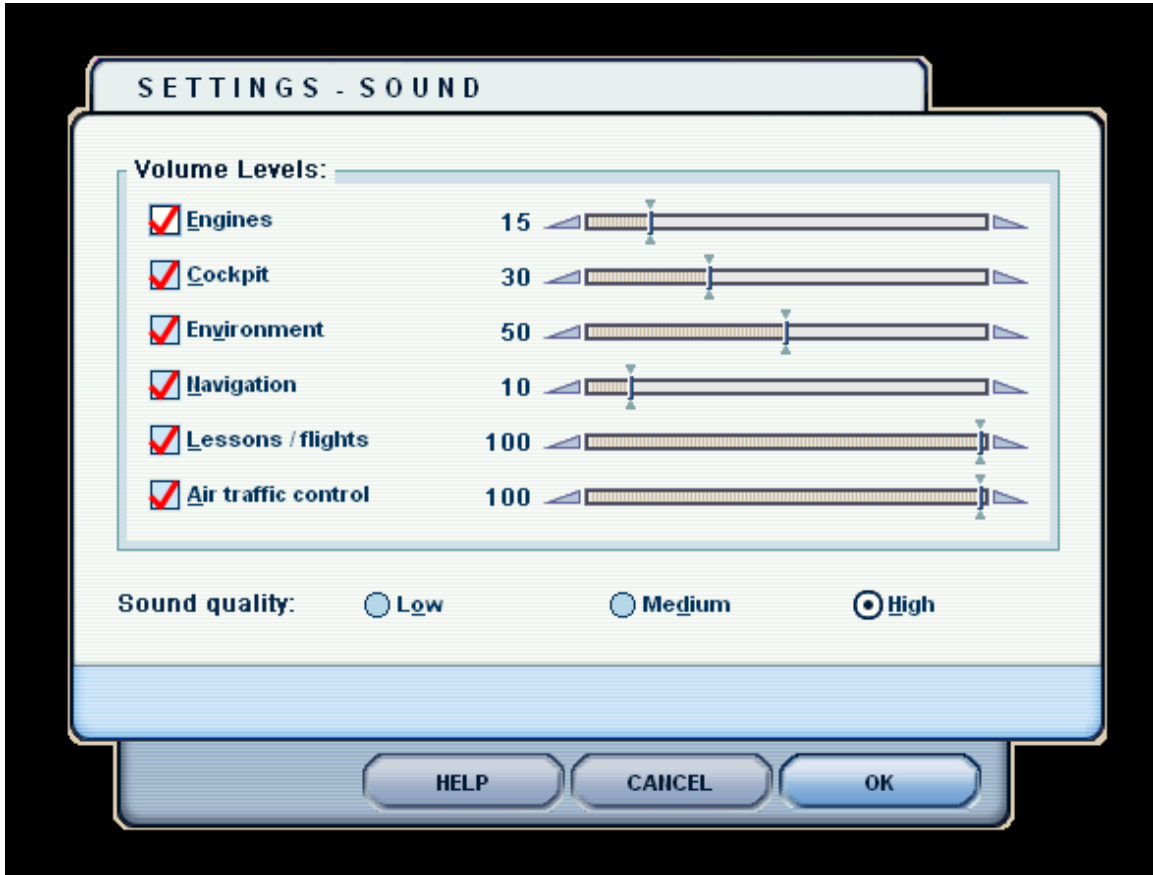 SETTINGS - SOUND
Volume Levels:
Engines 15
Cockpit 30
Environment 50
Navigation 10
Lessons / flights 100
Air traffic control 100
Sound quality: Low Medium High
HELP CANCEL OK